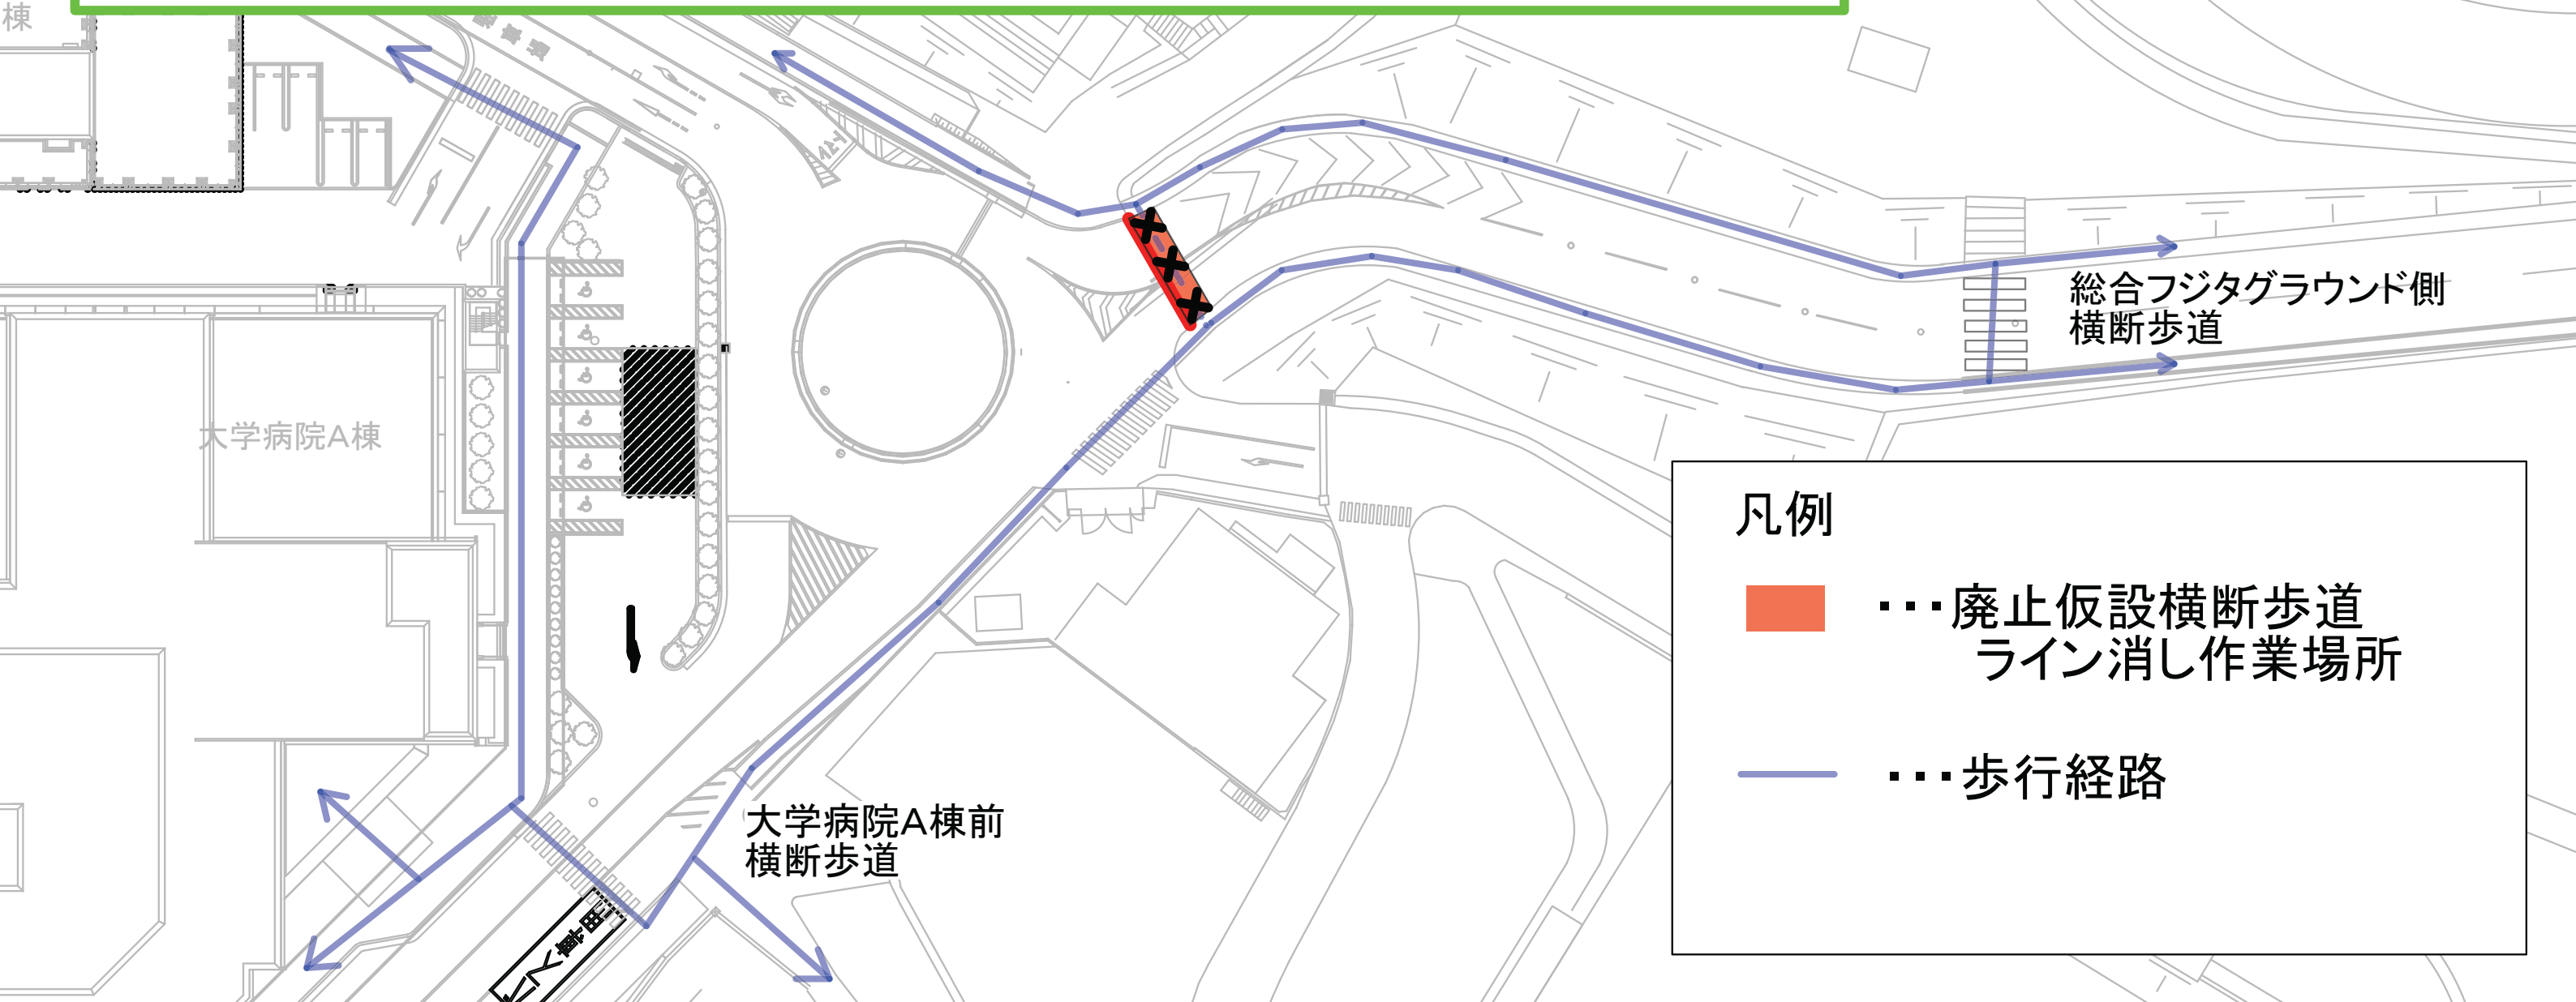 棟
総合フジタグラウンド側
横断歩道
大学病院A棟
凡例
･･･廃止仮設横断歩道
ライン消し作業場所
･･･歩行経路
大学病院A棟前
横断歩道